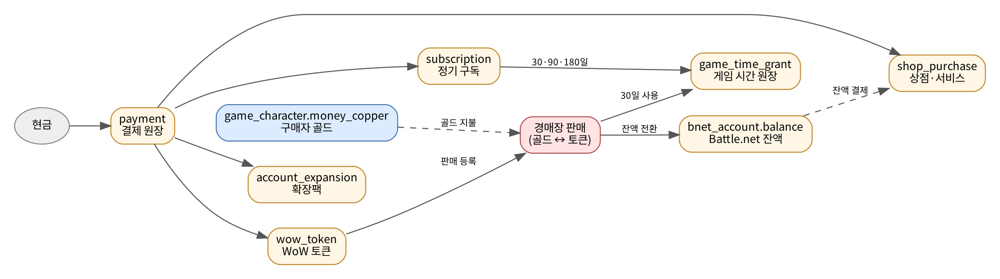 현금
payment
결제 원장
subscription
정기 구독
30·90·180일
game_time_grant
게임 시간 원장
shop_purchase
상점·서비스
game_character.money_copper
구매자 골드
골드 지불
경매장 판매
(골드 ↔ 토큰)
30일 사용
잔액 전환
bnet_account.balance
Battle.net 잔액
잔액 결제
account_expansion
확장팩
판매 등록
wow_token
WoW 토큰